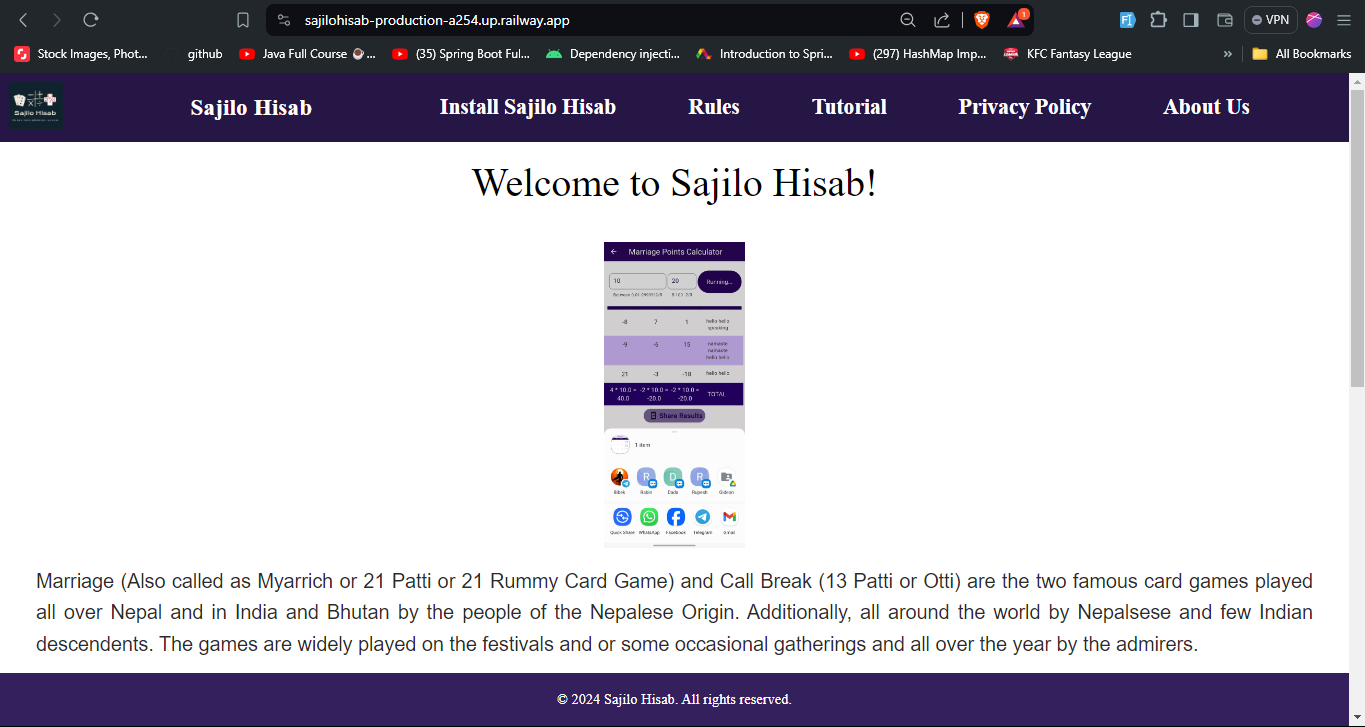 sajilohisab-production-a254.up.railway.app
1
VPN
Stock Images, Phot...
github
Java Full Course ☕ ...
(35) Spring Boot Ful...
Dependency injecti...
Introduction to Spri...
(297) HashMap Imp...
KFC Fantasy League
»
All Bookmarks
Sajilo Hisab
Sajilo Hisab
Install Sajilo Hisab
Rules
Tutorial
Privacy Policy
About Us
Welcome to Sajilo Hisab!
Marriage Points Calculator
10 20 Running...
-8 7 1 hello hello
speaking
-9 -6 15 namaste
namaste
hello hello
21 -3 -18 hello hello
4 * 10.0 = -2 * 10.0 = -2 * 10.0 =
40.0 -20.0 -20.0 TOTAL
Share Results
1 item
R D R
Bibek Rabin Dada Rupesh Gideon
Quick Share WhatsApp Facebook Telegram Gmail
Marriage (Also called as Myarrich or 21 Patti or 21 Rummy Card Game) and Call Break (13 Patti or Otti) are the two famous card games played
all over Nepal and in India and Bhutan by the people of the Nepalese Origin. Additionally, all around the world by Nepalsese and few Indian
descendents. The games are widely played on the festivals and or some occasional gatherings and all over the year by the admirers.
© 2024 Sajilo Hisab. All rights reserved.